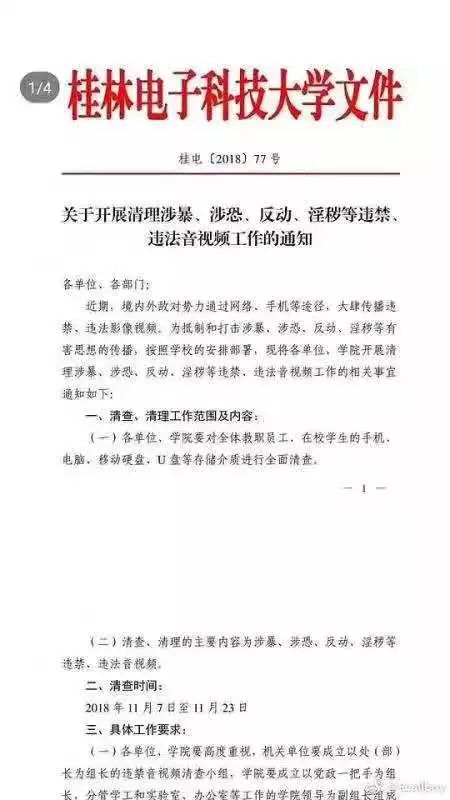 1/4
桂林电子科技大学文件
桂电〔2018〕77号
关于开展清理涉暴、涉恐、反动、淫秽等违禁、
违法音视频工作的通知
各单位、各部门：
近期，境内外敌对势力通过网络、手机等途径，大肆传播违
禁、违法影像视频。为抵制和打击涉暴、涉恐、反动、淫秽等有
害思想的传播，按照学校的安排部署，现将各单位、学院开展清
理涉暴、涉恐、反动、淫秽等违禁、违法音视频工作的相关事宜
通知如下：
一、清查、清理工作范围及内容：
（一）各单位、学院要对全体教职员工、在校学生的手机、
电脑、移动硬盘、U盘等存储介质进行全面清查。
— 1
（二）清查、清理的主要内容为涉暴、涉恐、反动、淫秽等
违禁、违法音视频。
二、清查时间：
2018年11月7日至11月23日
三、具体工作要求：
（一）各单位、学院要高度重视，机关单位要成立以处（部）
长为组长的违禁音视频清查小组，学院要成立以党政一把手为组
长，分管学工和实验室、办公室等工作的学院领导为副组长组成